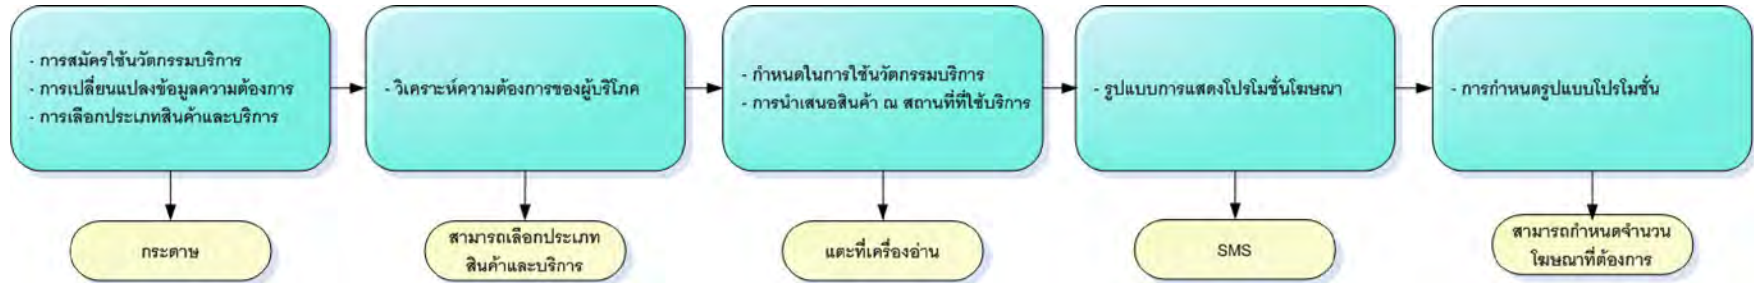 - การสมัครใช้นวัตกรรมบริการ
- การเปลี่ยนแปลงข้อมูลความต้องการ
- การเลือกประเภทสินค้าและบริการ
- วิเคราะห์ความต้องการของผู้บริโภค
- กำหนดในการใช้นวัตกรรมบริการ
- การนำเสนอสินค้า ณ สถานที่ที่ใช้บริการ
- รูปแบบการแสดงโปรโมชั่นโฆษณา
- การกำหนดรูปแบบโปรโมชั่น
กระดาษ
สามารถเลือกประเภท
สินค้าและบริการ
แตะที่เครื่องอ่าน
SMS
สามารถกำหนดจำนวน
โฆษณาที่ต้องการ